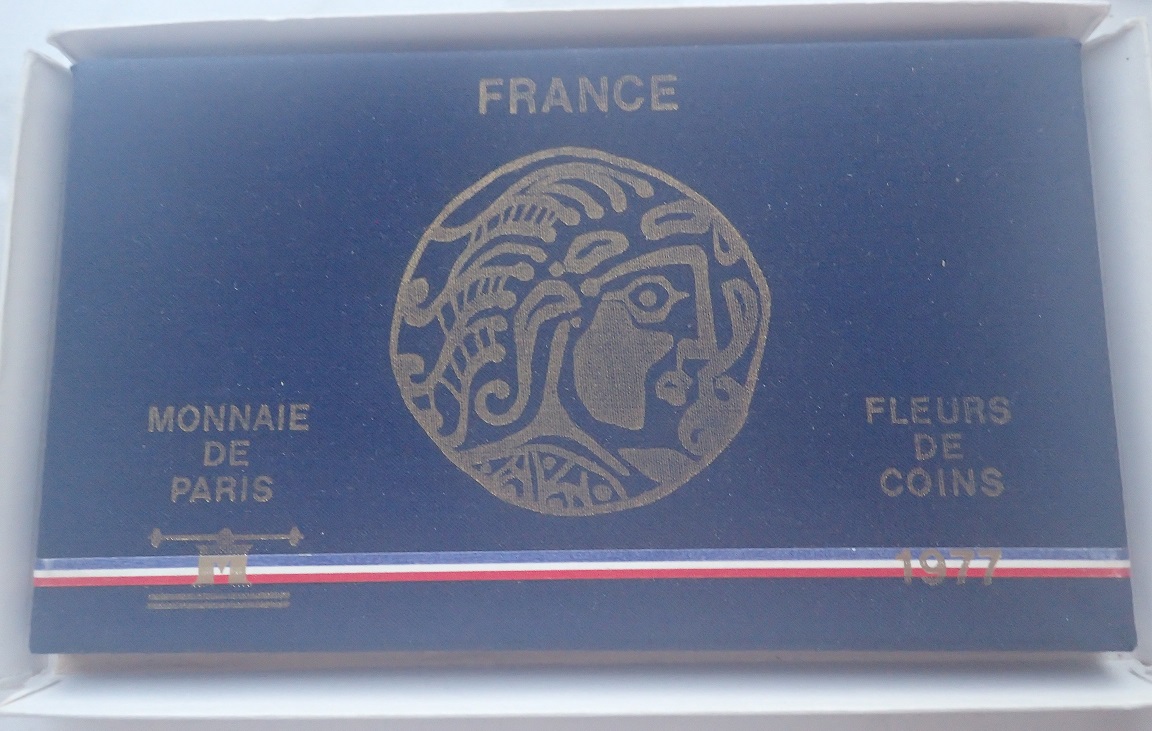 FRANCE
MONNAIE
DE
PARIS
FLEURS
DE
COINS
M
1977